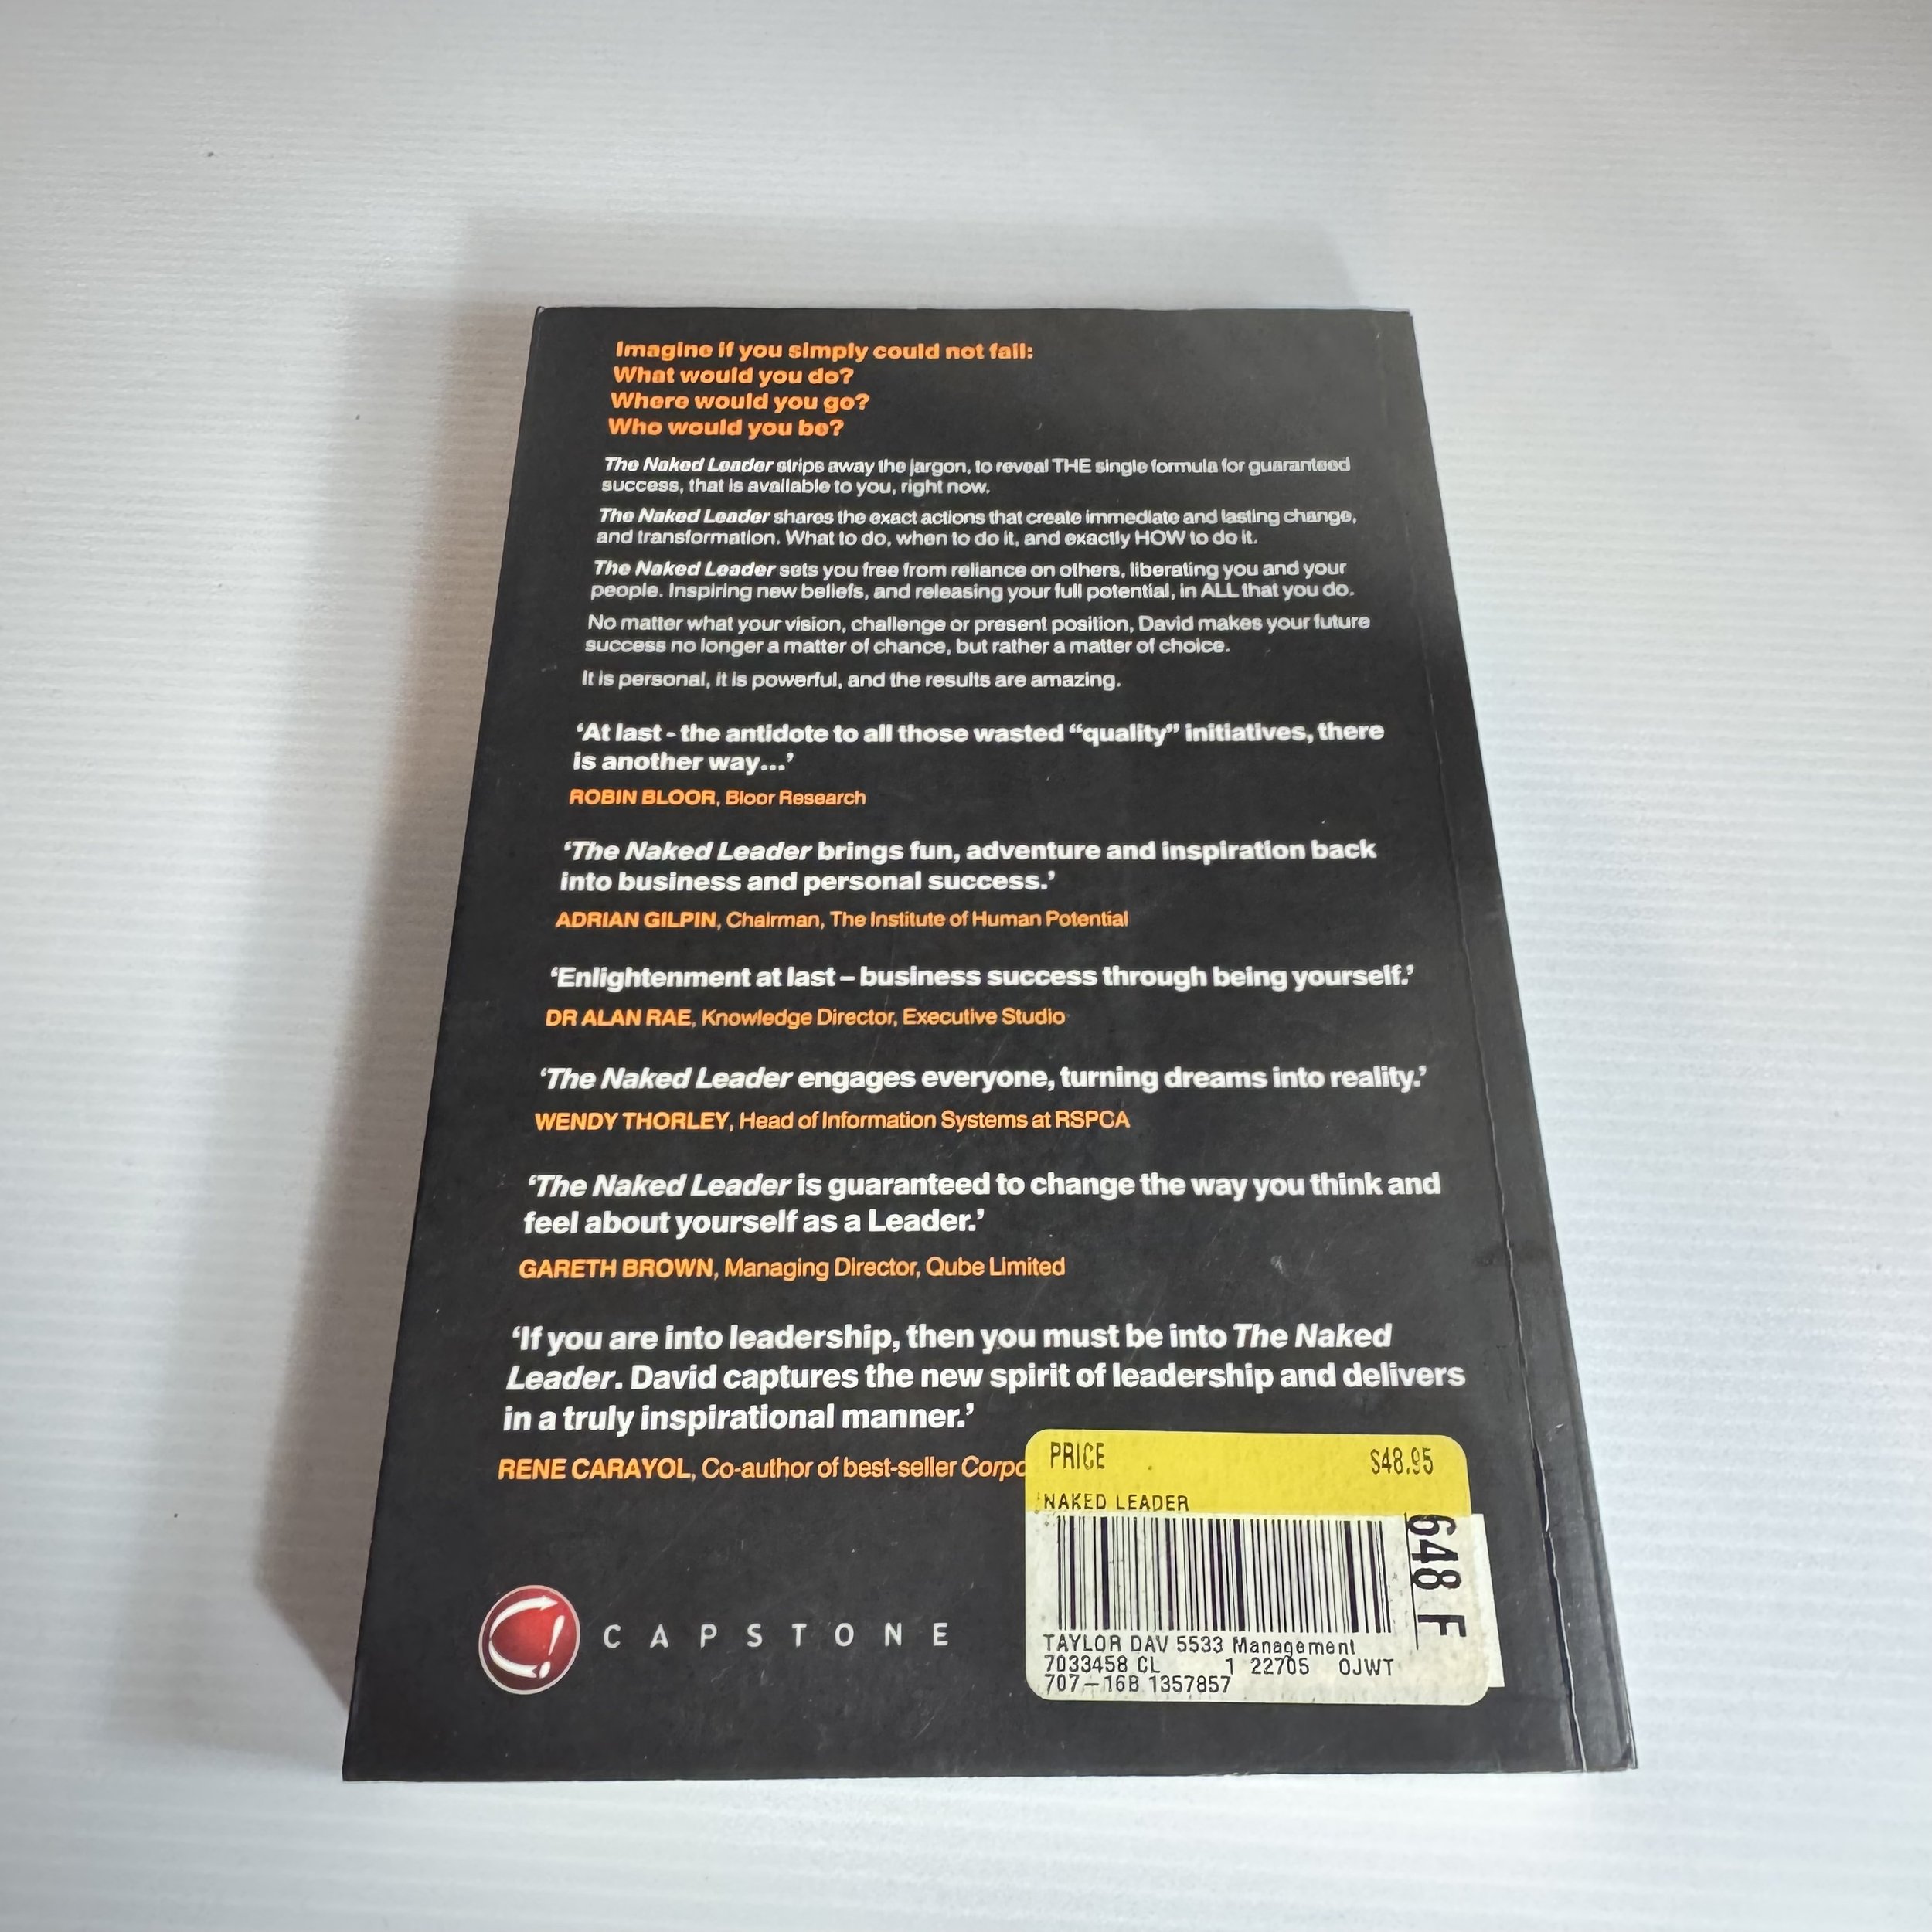 Imagine if you simply could not fail:
What would you do?
Where would you go?
Who would you be?
The Naked Leader strips away the jargon, to reveal THE single formula for guaranteed
success, that is available to you, right now.
The Naked Leader shares the exact actions that create immediate and lasting change,
and transformation. What to do, when to do it, and exactly HOW to do it.
The Naked Leader sets you free from reliance on others, liberating you and your
people. Inspiring new beliefs, and releasing your full potential, in ALL that you do.
No matter what your vision, challenge or present position, David makes your future
success no longer a matter of chance, but rather a matter of choice.
It is personal, it is powerful, and the results are amazing.
‘At last - the antidote to all those wasted “quality” initiatives, there
is another way...’
ROBIN BLOOR, Bloor Research
‘The Naked Leader brings fun, adventure and inspiration back
into business and personal success.’
ADRIAN GILPIN, Chairman, The Institute of Human Potential
‘Enlightenment at last – business success through being yourself.’
DR ALAN RAE, Knowledge Director, Executive Studio
‘The Naked Leader engages everyone, turning dreams into reality.’
WENDY THORLEY, Head of Information Systems at RSPCA
‘The Naked Leader is guaranteed to change the way you think and
feel about yourself as a Leader.’
GARETH BROWN, Managing Director, Qube Limited
‘If you are into leadership, then you must be into The Naked
Leader. David captures the new spirit of leadership and delivers
in a truly inspirational manner.’
RENE CARAYOL, Co-author of best-seller Corpo
PRICE $48.95
NAKED LEADER
648 F
TAYLOR DAV 5533 Management
7033458 CL 1 22705 OJWT
707-16B 1357857
CAPSTONE